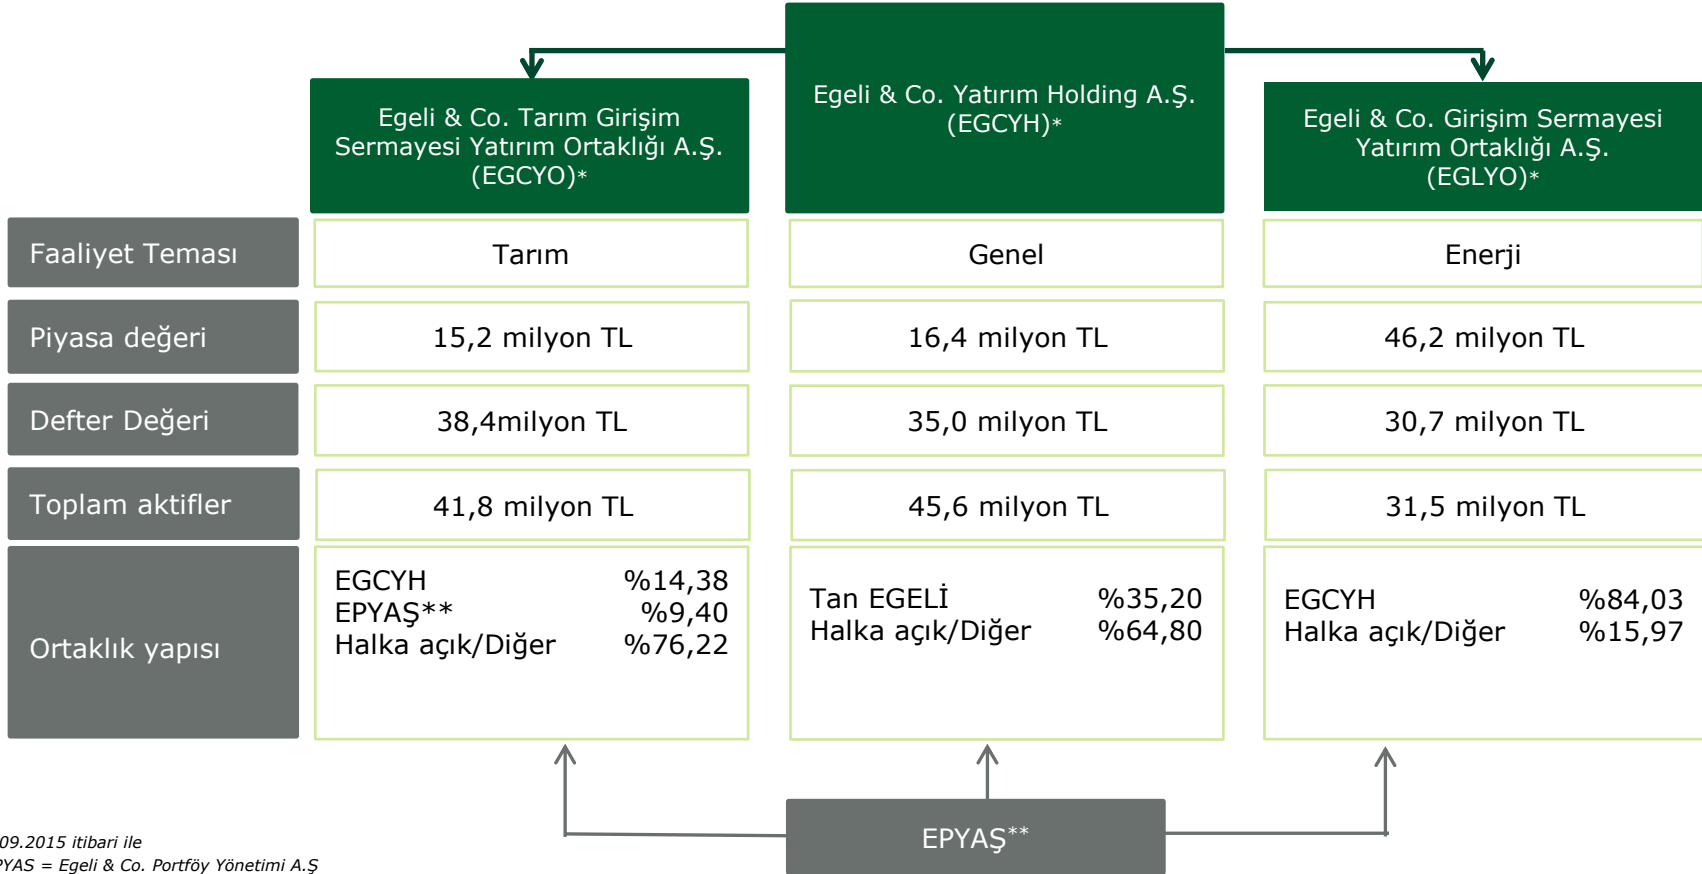 Egeli & Co. Yatırım Holding A.Ş.
(EGCYH)*
Egeli & Co. Tarım Girişim
Sermayesi Yatırım Ortaklığı A.Ş.
(EGCYO)*
Egeli & Co. Girişim Sermayesi
Yatırım Ortaklığı A.Ş.
(EGLYO)*
Faaliyet Teması Tarım Genel Enerji
Piyasa değeri 15,2 milyon TL 16,4 milyon TL 46,2 milyon TL
Defter Değeri 38,4milyon TL 35,0 milyon TL 30,7 milyon TL
Toplam aktifler 41,8 milyon TL 45,6 milyon TL 31,5 milyon TL
Ortaklık yapısı
EGCYH %14,38
EPYAŞ** %9,40
Halka açık/Diğer %76,22
Tan EGELİ %35,20
Halka açık/Diğer %64,80
EGCYH %84,03
Halka açık/Diğer %15,97
EPYAŞ**
09.2015 itibari ile
PYAS = Egeli & Co. Portföy Yönetimi A.Ş